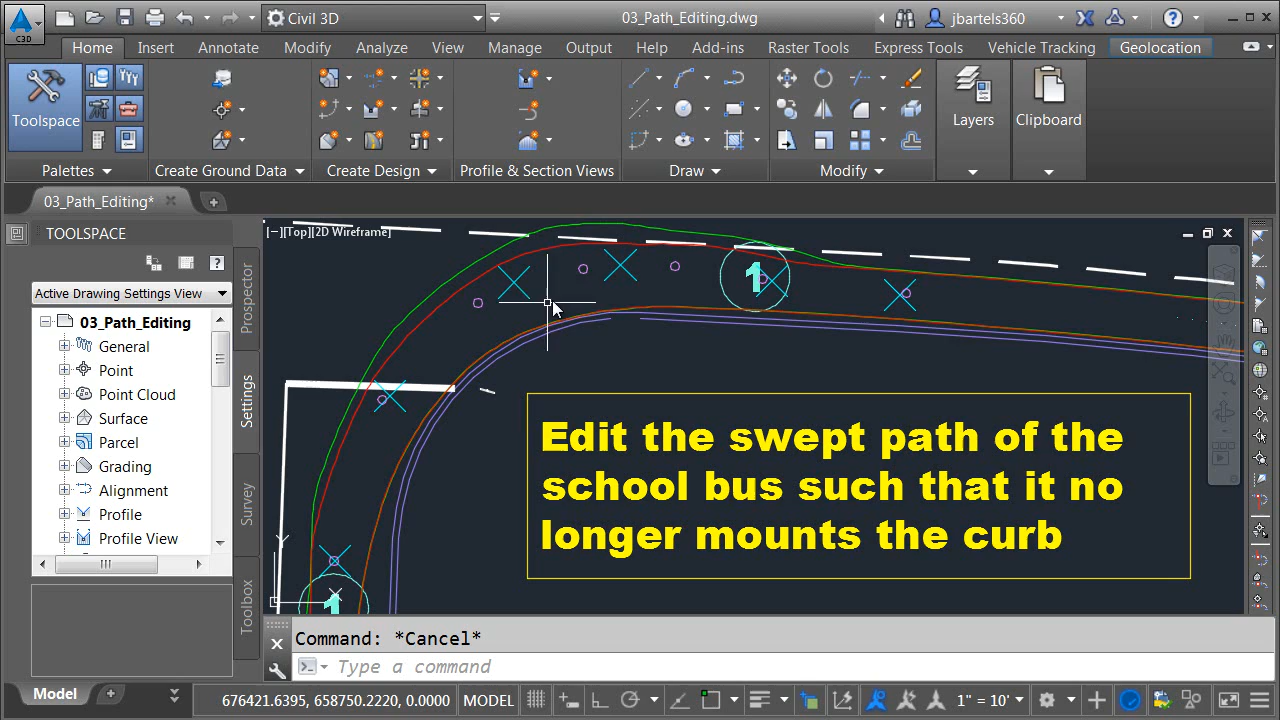 C3D
Civil 3D
03_Path_Editing.dwg
jbartels360
Home
Insert
Annotate
Modify
Analyze
View
Manage
Output
Help
Add-ins
Raster Tools
Express Tools
Vehicle Tracking
Geolocation
Toolspace
Layers
Clipboard
Palettes
Create Ground Data
Create Design
Profile & Section Views
Draw
Modify
03_Path_Editing*
TOOLSPACE
[−][Top][2D Wireframe]
Active Drawing Settings View
03_Path_Editing
General
Point
Point Cloud
Surface
Parcel
Grading
Alignment
Profile
Profile View
Prospector
Settings
Survey
Toolbox
1
1
Edit the swept path of the
school bus such that it no
longer mounts the curb
Command: *Cancel*
Type a command
Model
676421.6395, 658750.2220, 0.0000
MODEL
1" = 10'